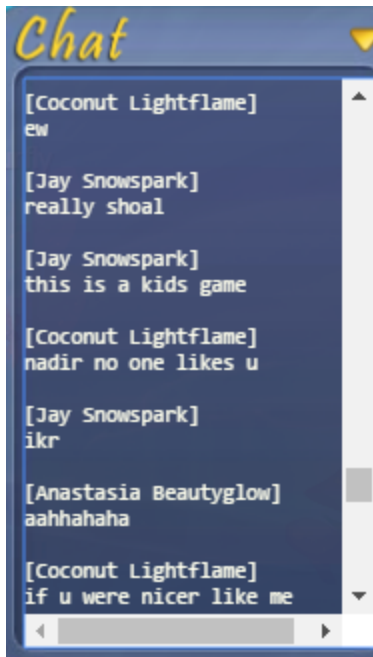 Chat
[Coconut Lightflame]
ew
[Jay Snowspark]
really shoal
[Jay Snowspark]
this is a kids game
[Coconut Lightflame]
nadir no one likes u
[Jay Snowspark]
ikr
[Anastasia Beautyglow]
aahhahaha
[Coconut Lightflame]
if u were nicer like me